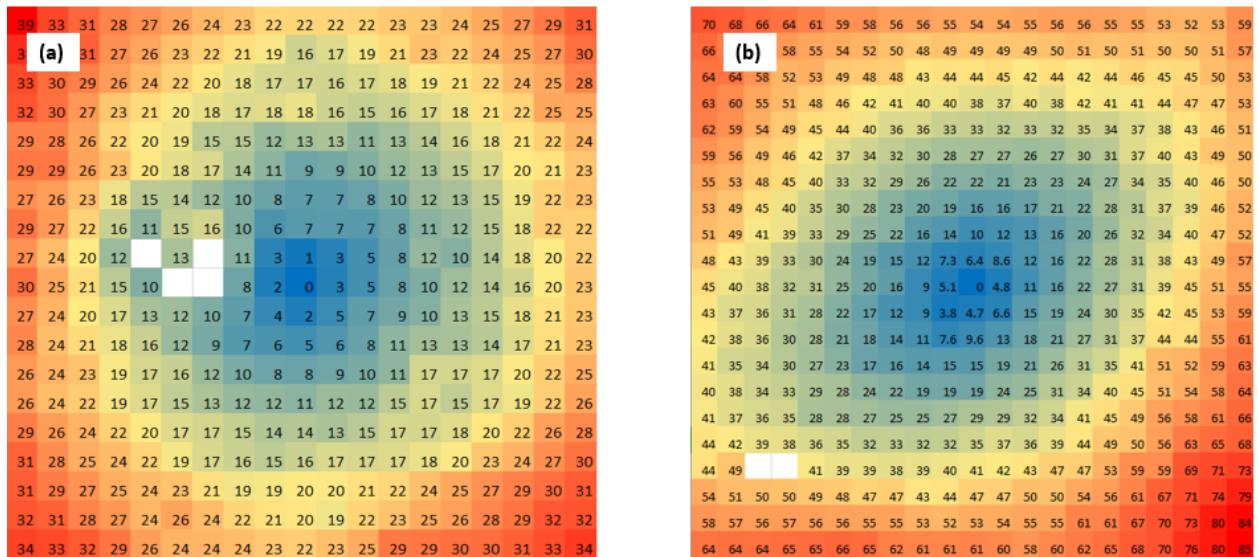 (a)
39 33 31 28 27 26 24 23 22 22 22 22 23 23 24 25 27 29 31
31 27 26 23 22 21 19 16 17 19 21 23 22 24 25 27 30
33 30 29 26 24 22 20 18 17 17 16 17 18 19 21 22 24 25 28
32 30 27 23 21 20 18 17 18 18 16 15 16 17 18 21 22 25 25
29 28 26 22 20 19 15 15 12 13 13 11 13 14 16 18 21 22 24
29 29 26 23 20 18 17 14 11 9 9 10 12 13 15 17 20 21 23
27 26 23 18 15 14 12 10 8 7 7 8 10 12 13 15 19 22 23
29 27 22 16 11 15 16 10 6 7 7 7 8 11 12 15 18 22 22
27 24 20 12 13 11 3 1 3 5 8 12 10 14 17 20 22
30 25 21 15 10 8 2 0 3 5 8 10 12 14 16 20 23
27 24 20 17 13 12 10 7 4 2 5 7 9 10 13 15 18 21 23
28 24 21 18 16 12 9 7 6 5 6 8 11 13 13 14 17 21 23
26 24 23 19 17 16 12 10 8 8 9 10 11 17 17 17 20 22 25
26 24 22 19 17 15 13 12 12 11 12 12 15 17 15 17 19 22 26
29 26 24 22 20 17 17 15 14 14 13 15 17 17 18 20 22 26 28
31 28 25 24 22 19 17 16 15 16 17 17 17 18 20 23 24 27 30
31 29 27 25 24 23 21 19 19 20 20 21 22 24 25 27 29 30 31
32 31 28 27 24 26 24 22 21 20 19 22 23 25 26 28 29 32 32
34 33 32 29 26 24 24 24 23 22 23 25 29 29 30 30 31 33 34
(b)
70 68 66 64 61 59 58 56 56 55 54 54 55 56 56 55 55 53 52 53 59
66 58 55 54 52 50 48 49 49 49 49 50 51 50 51 50 50 51 57
64 64 58 52 53 49 48 48 43 44 44 45 42 44 42 44 46 45 45 50 53
63 60 55 51 48 46 42 41 40 40 38 37 40 38 42 41 41 44 47 47 53
62 59 54 49 45 44 40 36 36 33 33 32 33 32 35 34 37 38 43 46 51
59 56 49 46 42 37 34 32 30 28 27 27 26 27 30 31 37 40 43 49 50
55 53 48 45 40 33 32 29 26 22 22 21 23 23 24 27 34 35 40 46 50
53 49 45 40 35 30 28 23 20 19 16 16 17 21 22 28 31 37 39 46 52
51 49 41 39 33 29 25 22 16 14 10 12 13 16 20 26 32 34 40 47 52
48 43 39 33 30 24 19 15 12 7.3 6.4 8.6 12 16 22 28 31 38 43 49 57
45 40 38 32 31 25 20 16 9 5.1 0 4.8 11 16 22 27 31 39 45 51 55
43 37 36 31 28 22 17 12 9 3.8 4.7 6.6 15 19 24 30 35 42 45 53 59
42 38 36 30 28 21 18 14 11 7.6 9.6 13 18 21 27 31 37 44 44 55 61
41 35 34 30 27 23 17 16 14 15 15 19 21 26 31 35 41 51 52 59 63
40 38 34 33 29 28 24 22 19 19 19 24 25 31 34 40 45 51 54 58 64
41 37 36 35 28 28 27 25 25 27 29 29 32 34 41 45 49 56 58 61 66
44 42 39 38 36 35 32 33 32 32 35 37 36 39 44 49 50 56 63 65 68
44 49 41 39 39 38 39 40 41 42 43 47 47 53 59 59 69 71 73
54 51 50 50 49 48 47 47 43 44 47 47 50 50 54 56 61 67 71 74 79
58 57 56 57 56 56 55 55 53 52 53 54 55 55 61 61 67 70 73 80 84
64 64 64 66 65 66 65 62 61 61 61 60 58 56 60 62 65 68 70 80 85